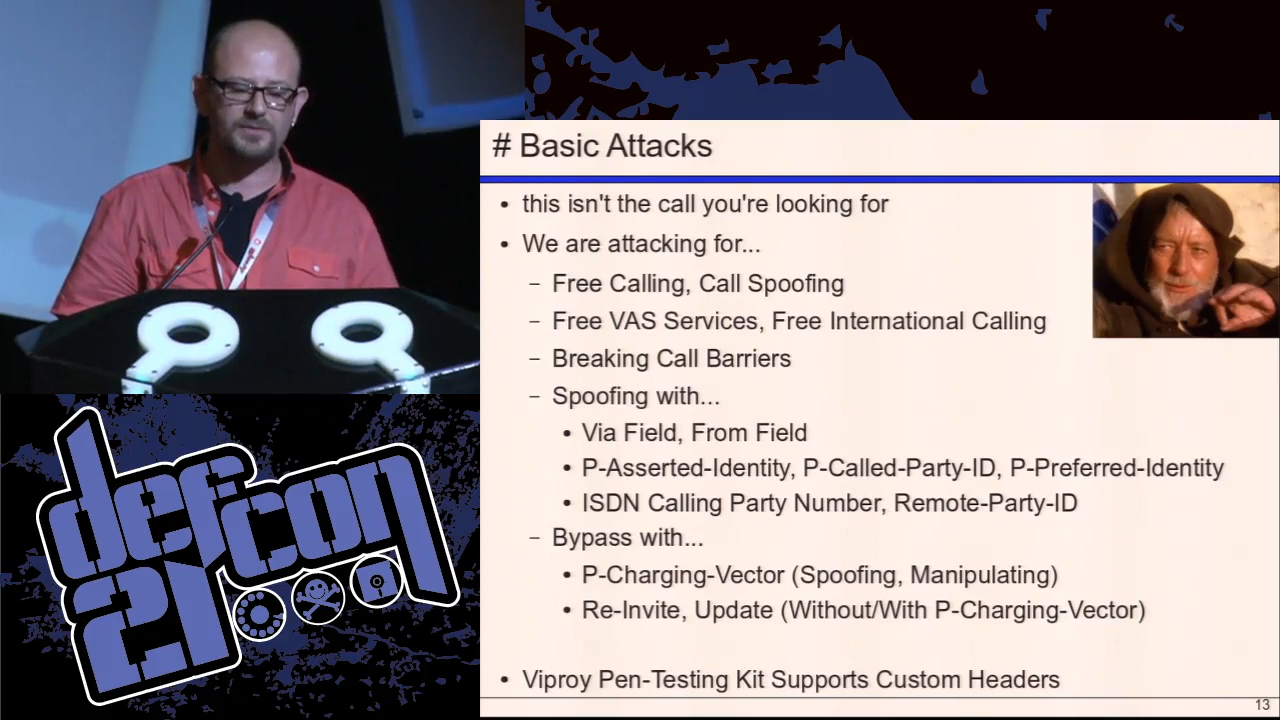 # Basic Attacks
• this isn't the call you're looking for
• We are attacking for...
– Free Calling, Call Spoofing
– Free VAS Services, Free International Calling
– Breaking Call Barriers
– Spoofing with...
• Via Field, From Field
• P-Asserted-Identity, P-Called-Party-ID, P-Preferred-Identity
• ISDN Calling Party Number, Remote-Party-ID
– Bypass with...
• P-Charging-Vector (Spoofing, Manipulating)
• Re-Invite, Update (Without/With P-Charging-Vector)
• Viproy Pen-Testing Kit Supports Custom Headers
13
defcon
21